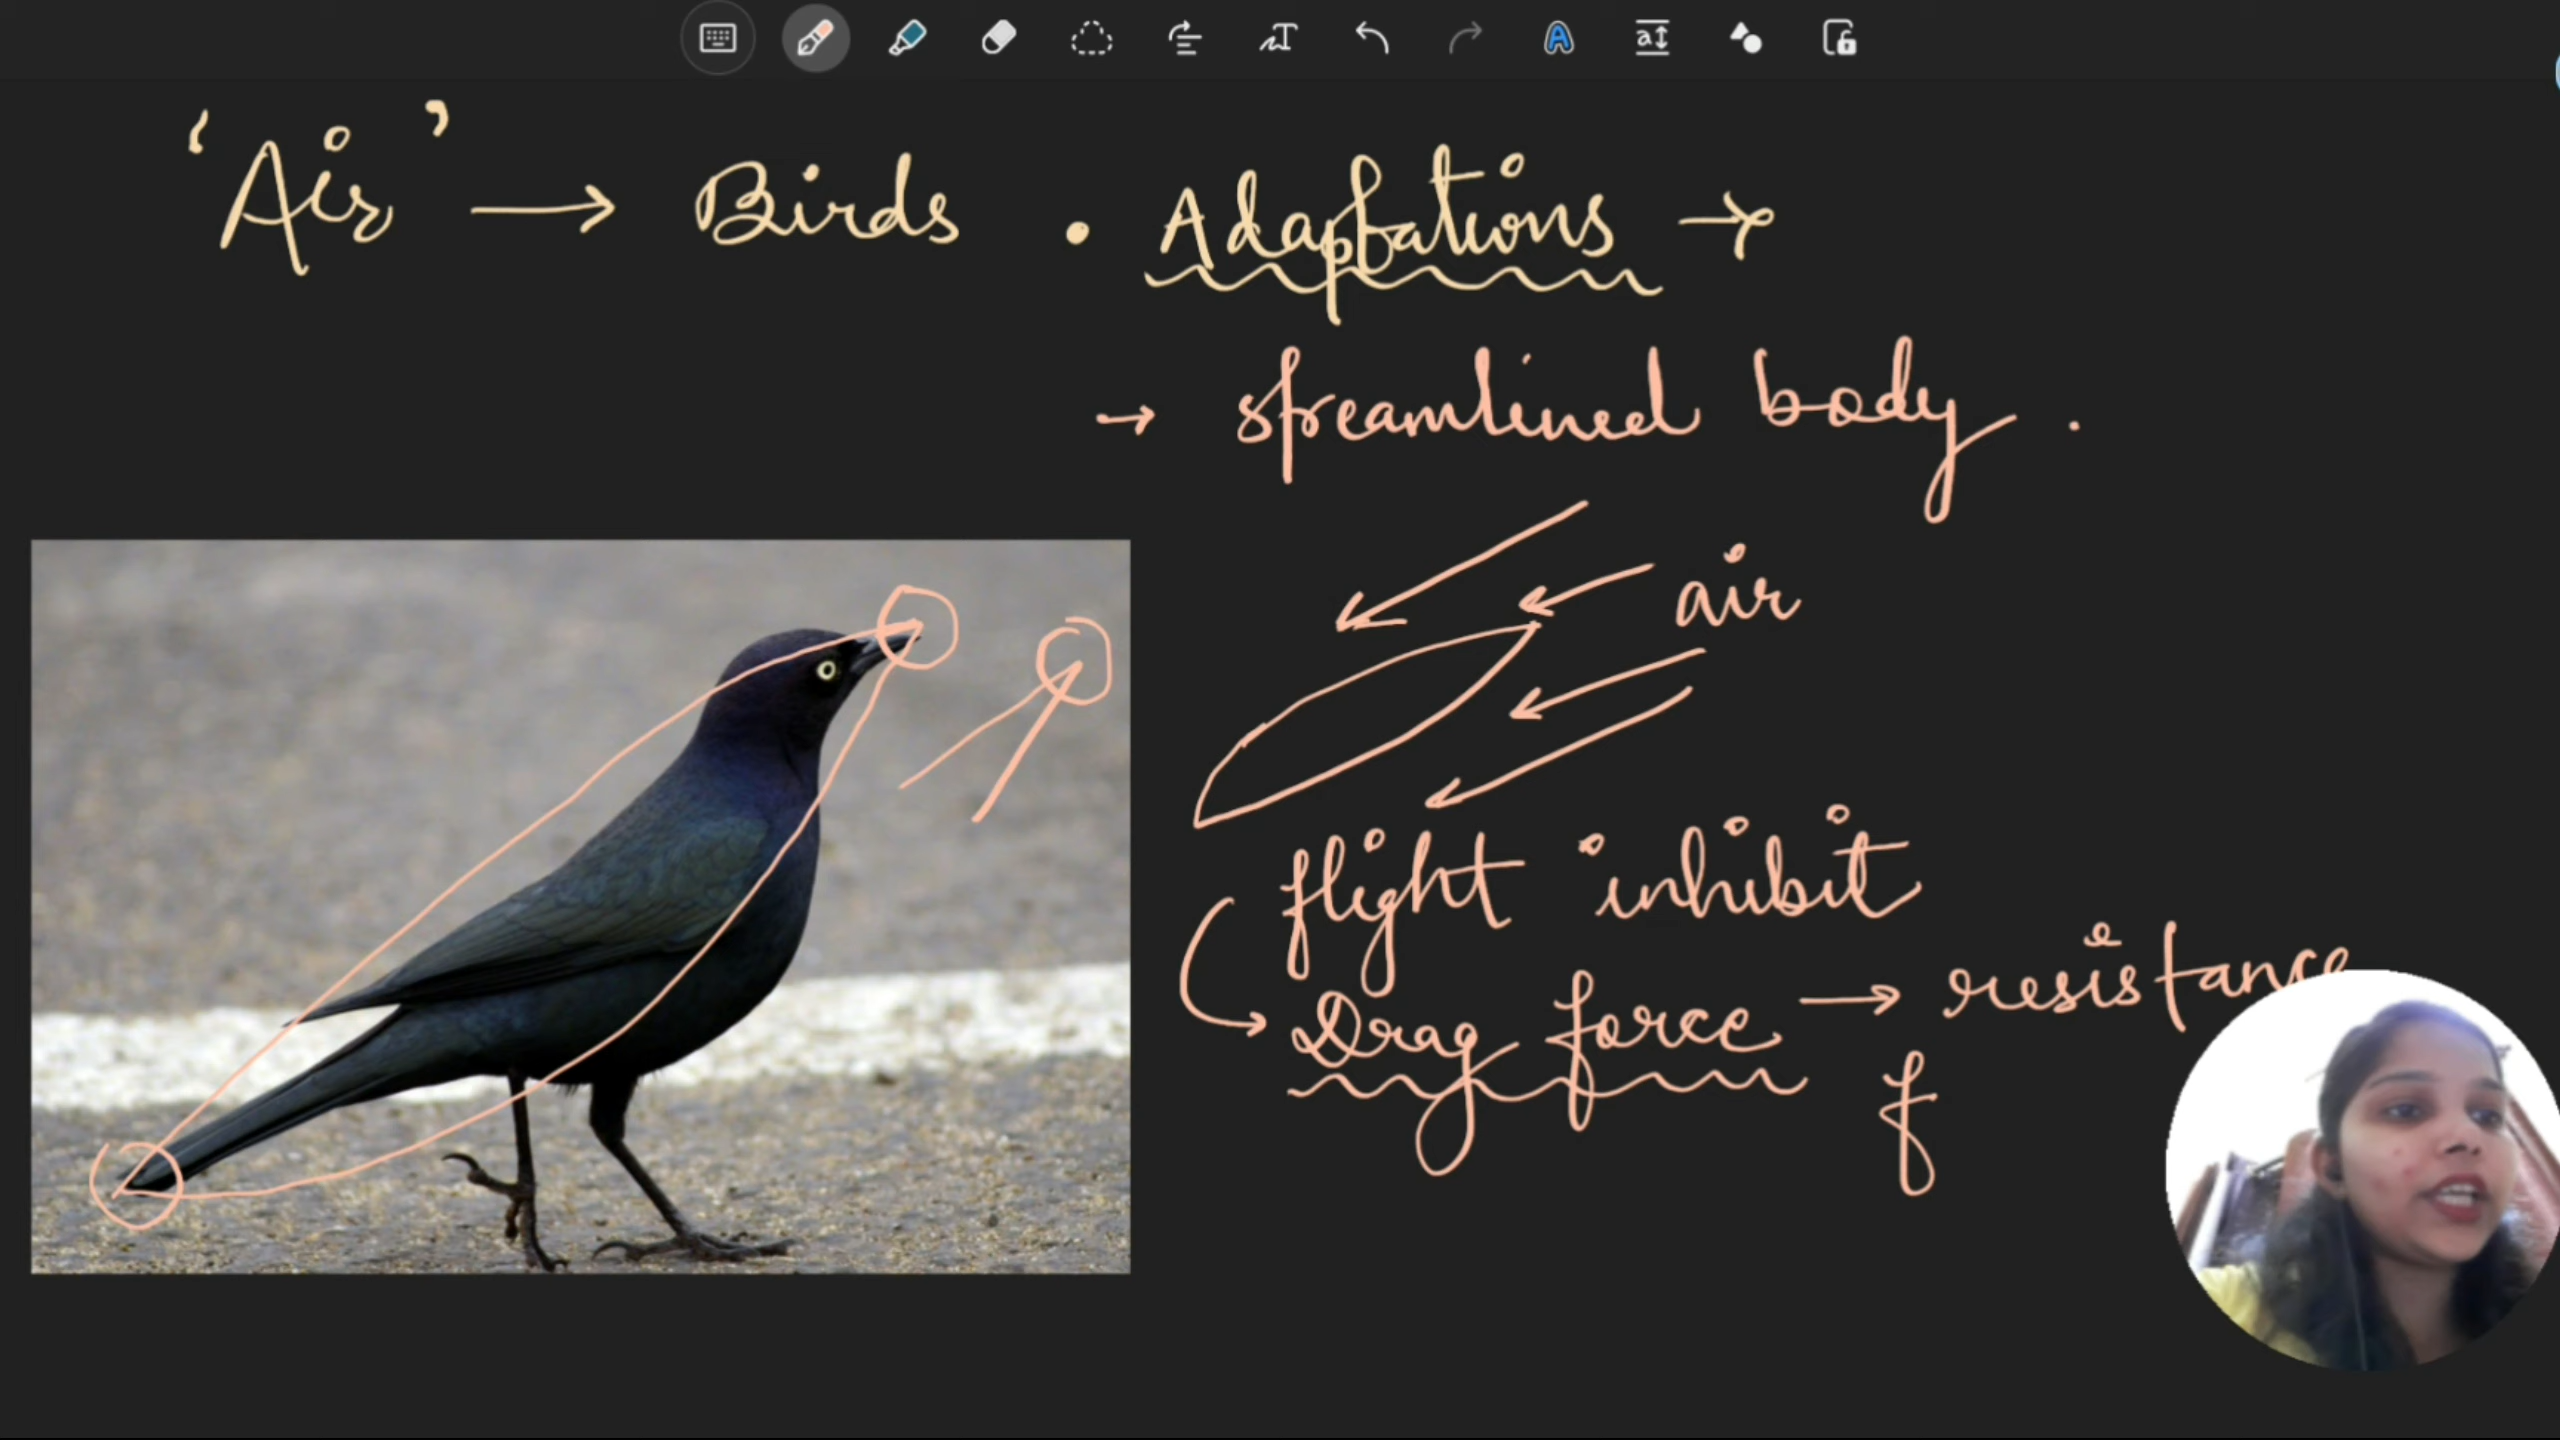 'Air' → Birds . Adaptations →
→ streamlined body .
air
flight inhibit
Drag force → resistance
f